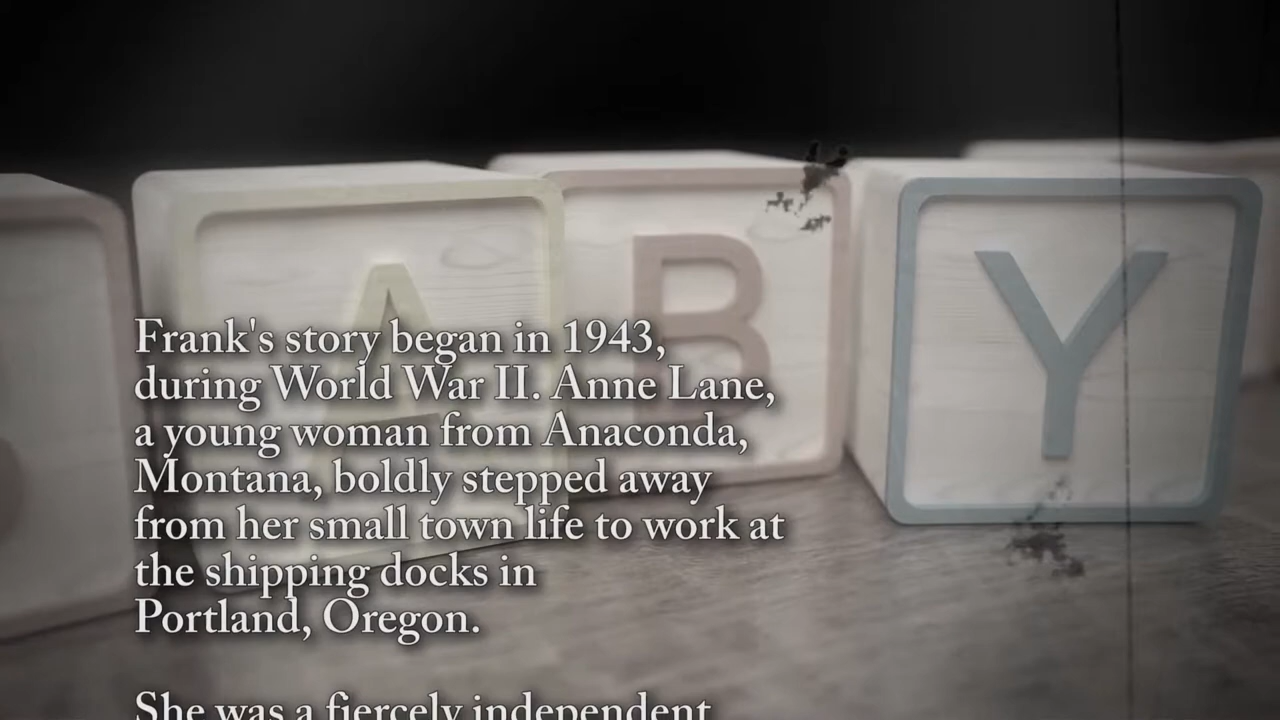 A B Y
Frank's story began in 1943,
during World War II. Anne Lane,
a young woman from Anaconda,
Montana, boldly stepped away
from her small town life to work at
the shipping docks in
Portland, Oregon.
She was a fiercely independent